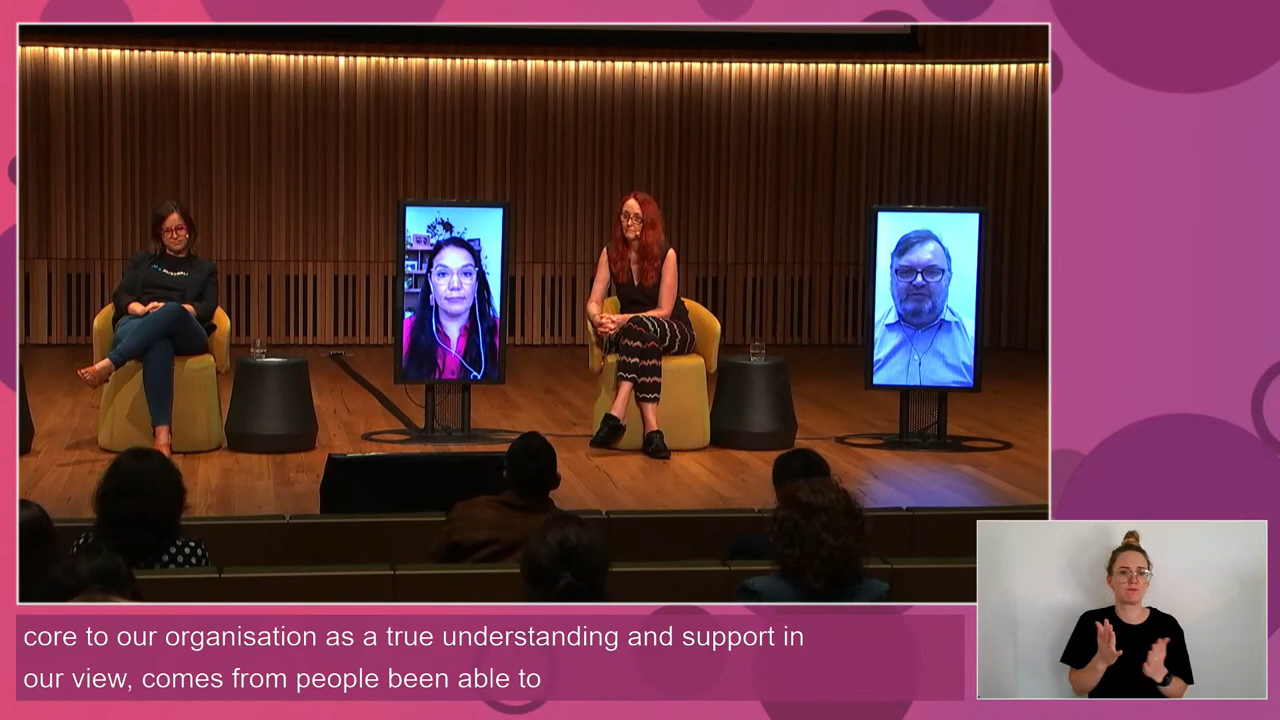 core to our organisation as a true understanding and support in
our view, comes from people been able to